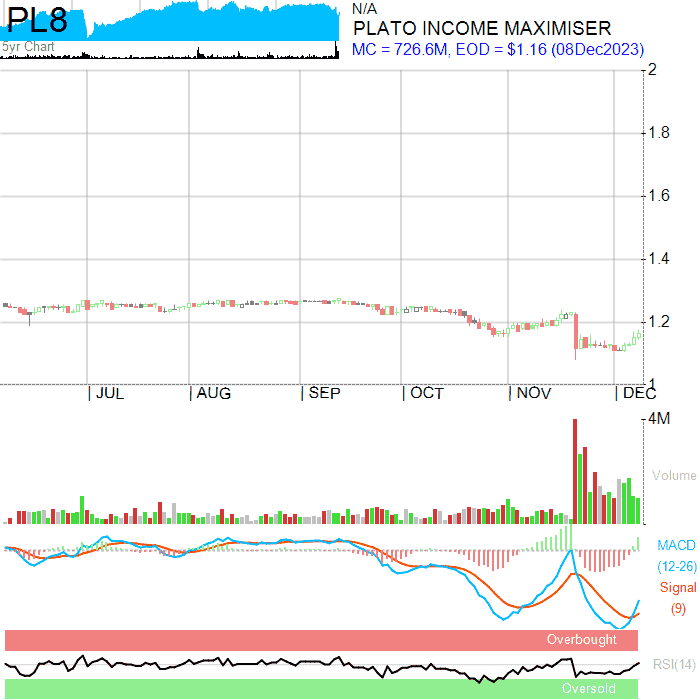 PL8
5yr Chart
N/A
PLATO INCOME MAXIMISER
MC = 726.6M, EOD = $1.16 (08Dec2023)
2
1.8
1.6
1.4
1.2
1
JUL AUG SEP OCT NOV DEC
4M
Volume
MACD
(12-26)
Signal
(9)
Overbought
RSI(14)
Oversold